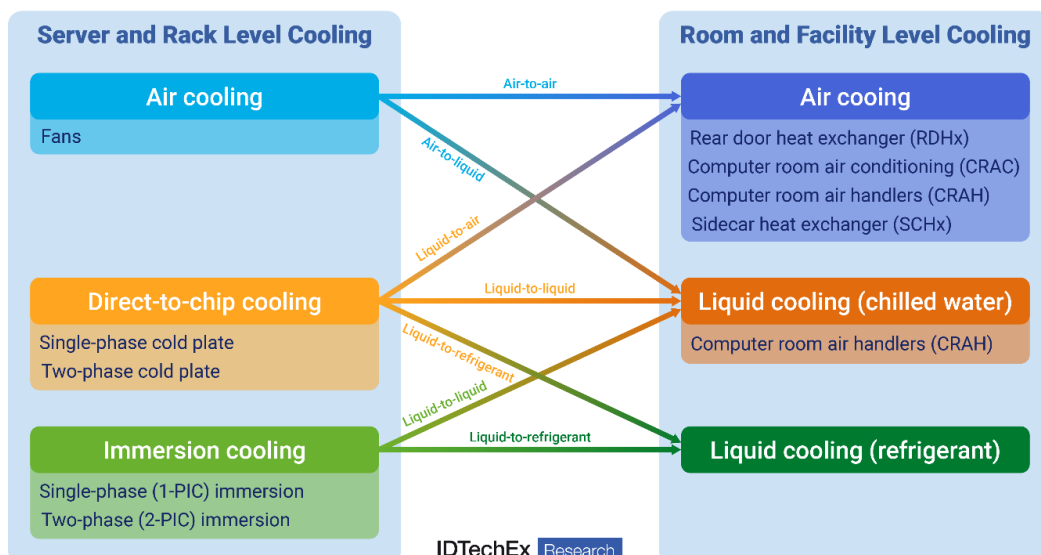 Server and Rack Level Cooling
Air cooling
Fans
Direct-to-chip cooling
Single-phase cold plate
Two-phase cold plate
Immersion cooling
Single-phase (1-PIC) immersion
Two-phase (2-PIC) immersion
Air-to-air
Air-to-liquid
Liquid-to-air
Liquid-to-liquid
Liquid-to-refrigerant
Liquid-to-liquid
Liquid-to-refrigerant
Room and Facility Level Cooling
Air cooing
Rear door heat exchanger (RDHx)
Computer room air conditioning (CRAC)
Computer room air handlers (CRAH)
Sidecar heat exchanger (SCHx)
Liquid cooling (chilled water)
Computer room air handlers (CRAH)
Liquid cooling (refrigerant)
IDTechEx Research